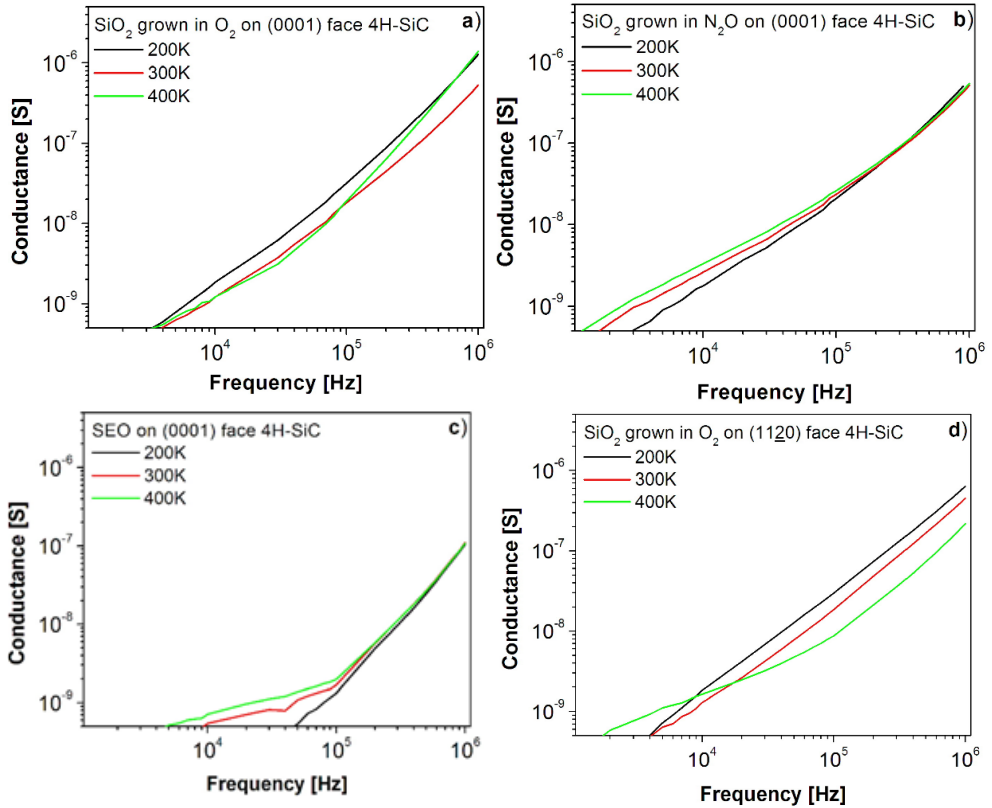 SiO₂ grown in O₂ on (0001) face 4H-SiC a)
200K
300K
400K
10⁻⁶
10⁻⁷
10⁻⁸
10⁻⁹
Conductance [S]
10⁴ 10⁵ 10⁶
Frequency [Hz]
SiO₂ grown in N₂O on (0001) face 4H-SiC b)
200K
300K
400K
10⁻⁶
10⁻⁷
10⁻⁸
10⁻⁹
Conductance [S]
10⁴ 10⁵ 10⁶
Frequency [Hz]
SEO on (0001) face 4H-SiC c)
200K
300K
400K
10⁻⁶
10⁻⁷
10⁻⁸
10⁻⁹
Conductance [S]
10⁴ 10⁵ 10⁶
Frequency [Hz]
SiO₂ grown in O₂ on (112̲0) face 4H-SiC d)
200K
300K
400K
10⁻⁶
10⁻⁷
10⁻⁸
10⁻⁹
Conductance [S]
10⁴ 10⁵ 10⁶
Frequency [Hz]